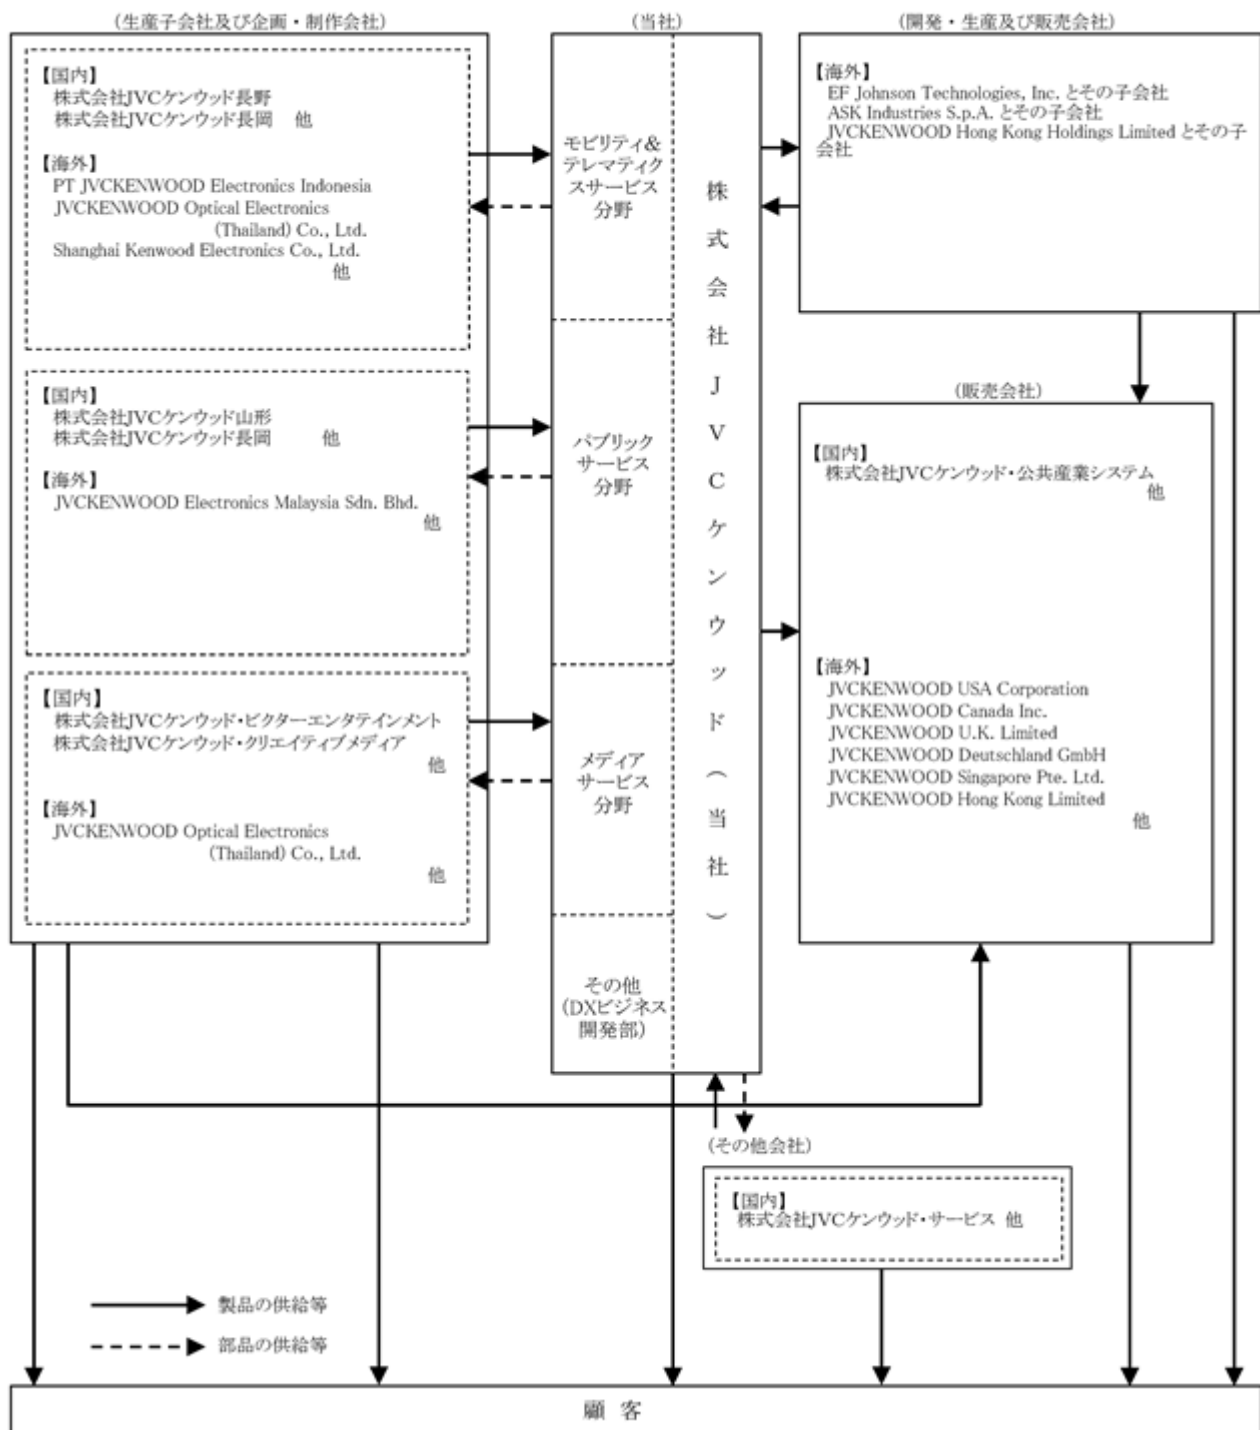 (生産子会社及び企画・制作会社)
【国内】
株式会社JVCケンウッド長野
株式会社JVCケンウッド長岡 他
【海外】
PT JVCKENWOOD Electronics Indonesia
JVCKENWOOD Optical Electronics
(Thailand) Co., Ltd.
Shanghai Kenwood Electronics Co., Ltd.
他
【国内】
株式会社JVCケンウッド山形
株式会社JVCケンウッド長岡 他
【海外】
JVCKENWOOD Electronics Malaysia Sdn. Bhd.
他
【国内】
株式会社JVCケンウッド・ビクターエンタテインメント
株式会社JVCケンウッド・クリエイティブメディア
他
【海外】
JVCKENWOOD Optical Electronics
(Thailand) Co., Ltd.
他
(当社)
モビリティ&
テレマティク
スサービス
分野
パブリック
サービス
分野
メディア
サービス
分野
その他
(DXビジネス
開発部)
株式会社JVCケンウッド(当社)
(開発・生産及び販売会社)
【海外】
EF Johnson Technologies, Inc. とその子会社
ASK Industries S.p.A. とその子会社
JVCKENWOOD Hong Kong Holdings Limited とその子
会社
(販売会社)
【国内】
株式会社JVCケンウッド・公共産業システム
他
【海外】
JVCKENWOOD USA Corporation
JVCKENWOOD Canada Inc.
JVCKENWOOD U.K. Limited
JVCKENWOOD Deutschland GmbH
JVCKENWOOD Singapore Pte. Ltd.
JVCKENWOOD Hong Kong Limited
他
(その他会社)
【国内】
株式会社JVCケンウッド・サービス 他
製品の供給等
部品の供給等
顧 客